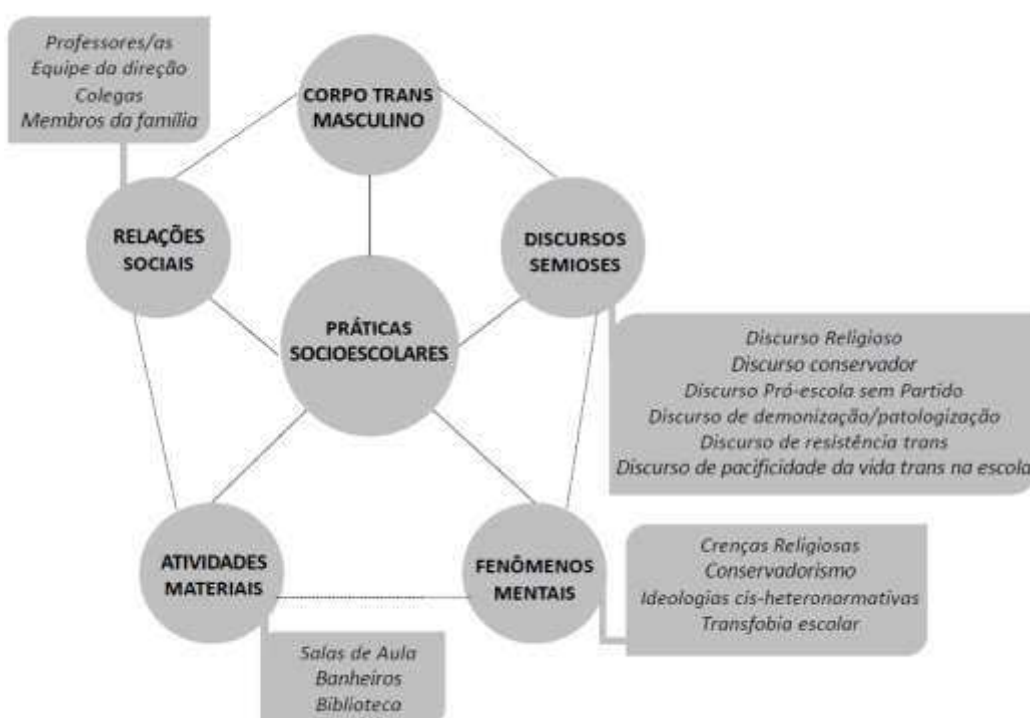 Professores/as
Equipe da direção
Colegas
Membros da família
CORPO TRANS
MASCULINO
RELAÇÕES
SOCIAIS
DISCURSOS
SEMIOSES
PRÁTICAS
SOCIOESCOLARES
Discurso Religioso
Discurso conservador
Discurso Pró-escola sem Partido
Discurso de demonização/patologização
Discurso de resistência trans
Discurso de pacificidade da vida trans na escola
ATIVIDADES
MATERIAIS
FENÔMENOS
MENTAIS
Crenças Religiosas
Conservadorismo
Ideologias cis-heteronormativas
Transfobia escolar
Salas de Aula
Banheiros
Biblioteca